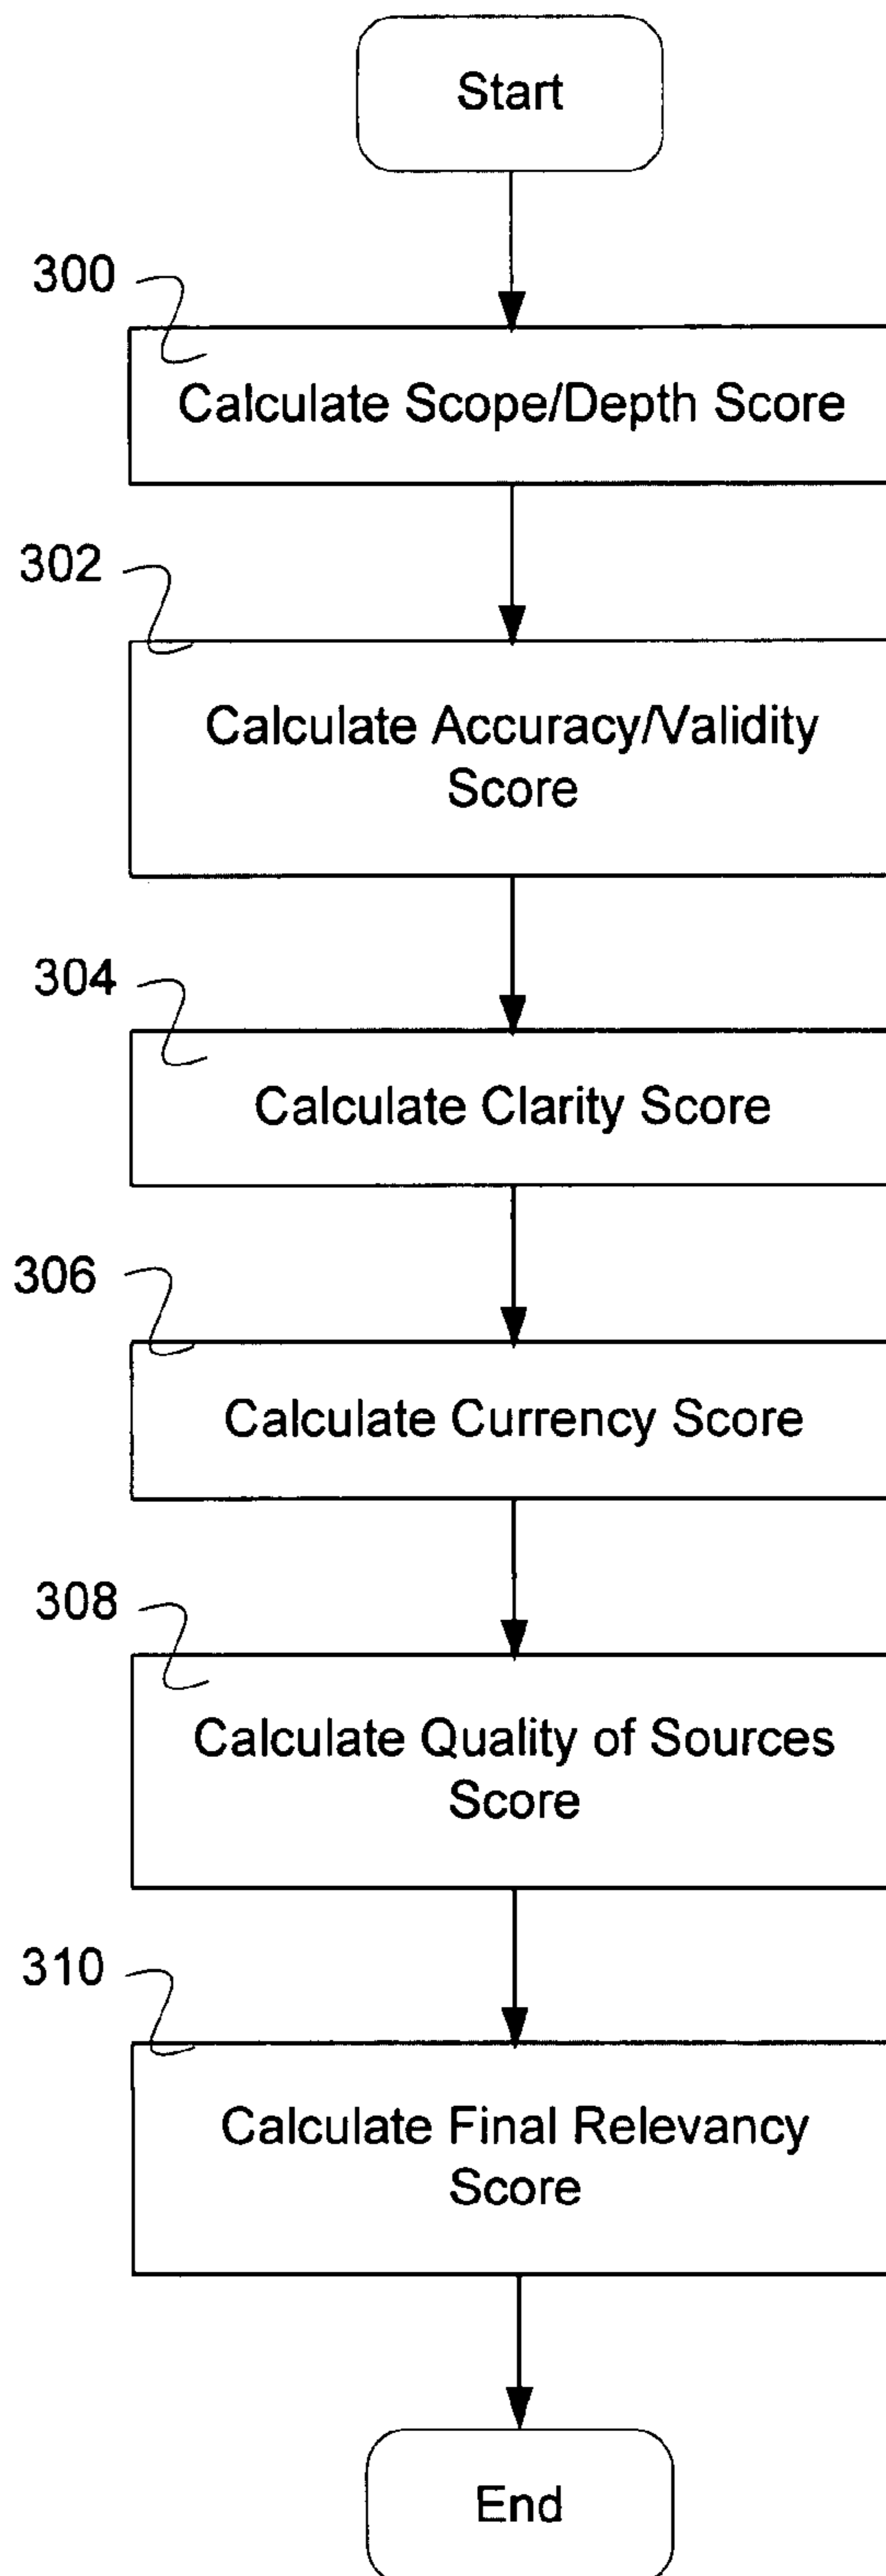 Start
300
Calculate Scope/Depth Score
302
Calculate Accuracy/Validity
Score
304
Calculate Clarity Score
306
Calculate Currency Score
308
Calculate Quality of Sources
Score
310
Calculate Final Relevancy
Score
End